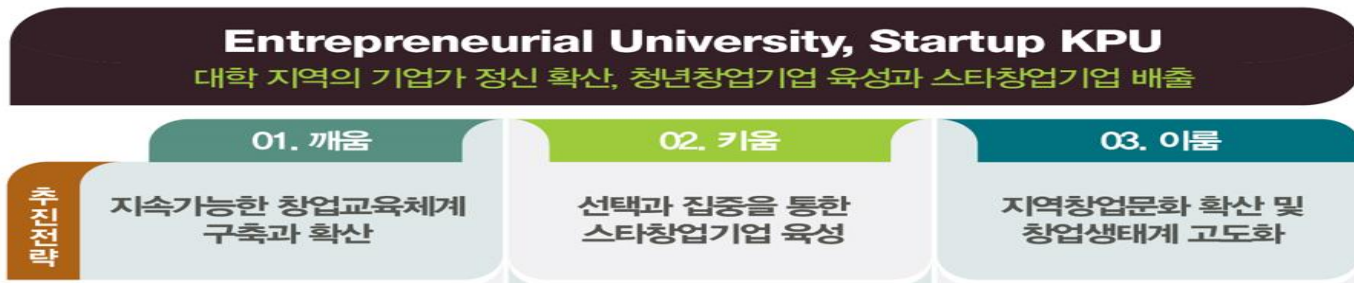 Entrepreneurial University, Startup KPU
대학 지역의 기업가 정신 확산, 청년창업기업 육성과 스타창업기업 배출
01. 깨움
02. 키움
03. 이룸
추진전략
지속가능한 창업교육체계
구축과 확산
선택과 집중을 통한
스타창업기업 육성
지역창업문화 확산 및
창업생태계 고도화